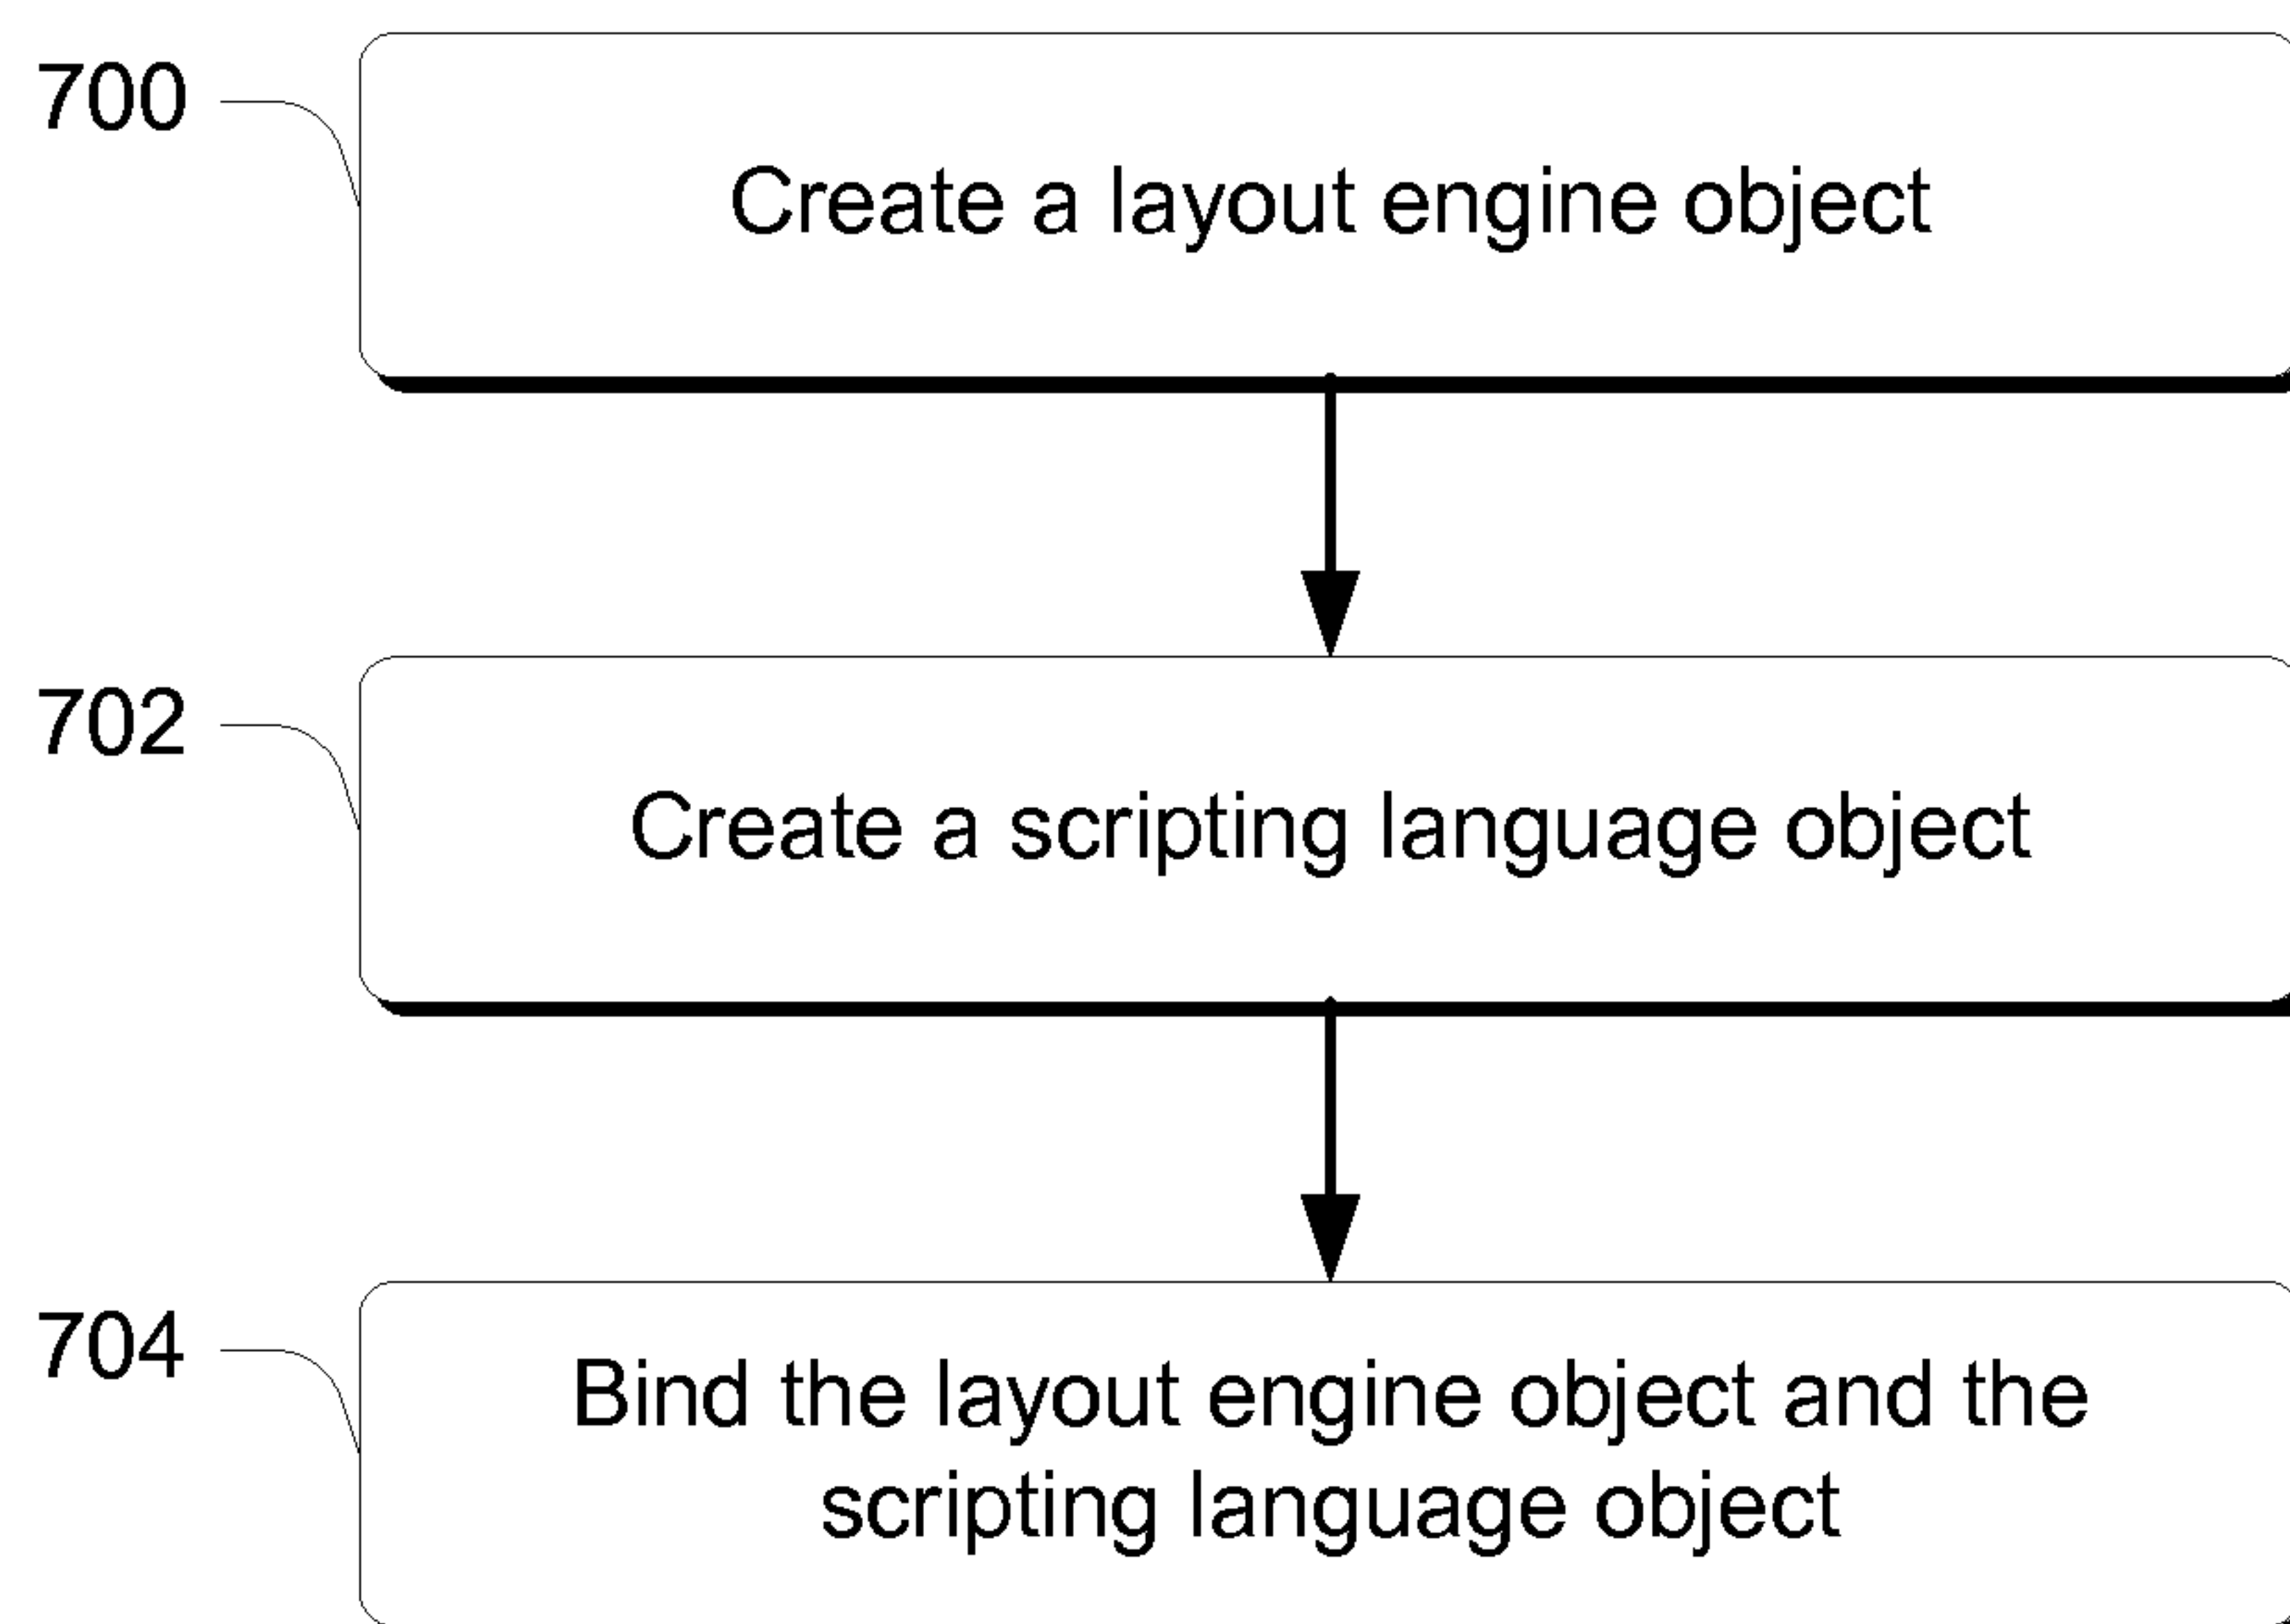 700
Create a layout engine object
702
Create a scripting language object
704
Bind the layout engine object and the
scripting language object